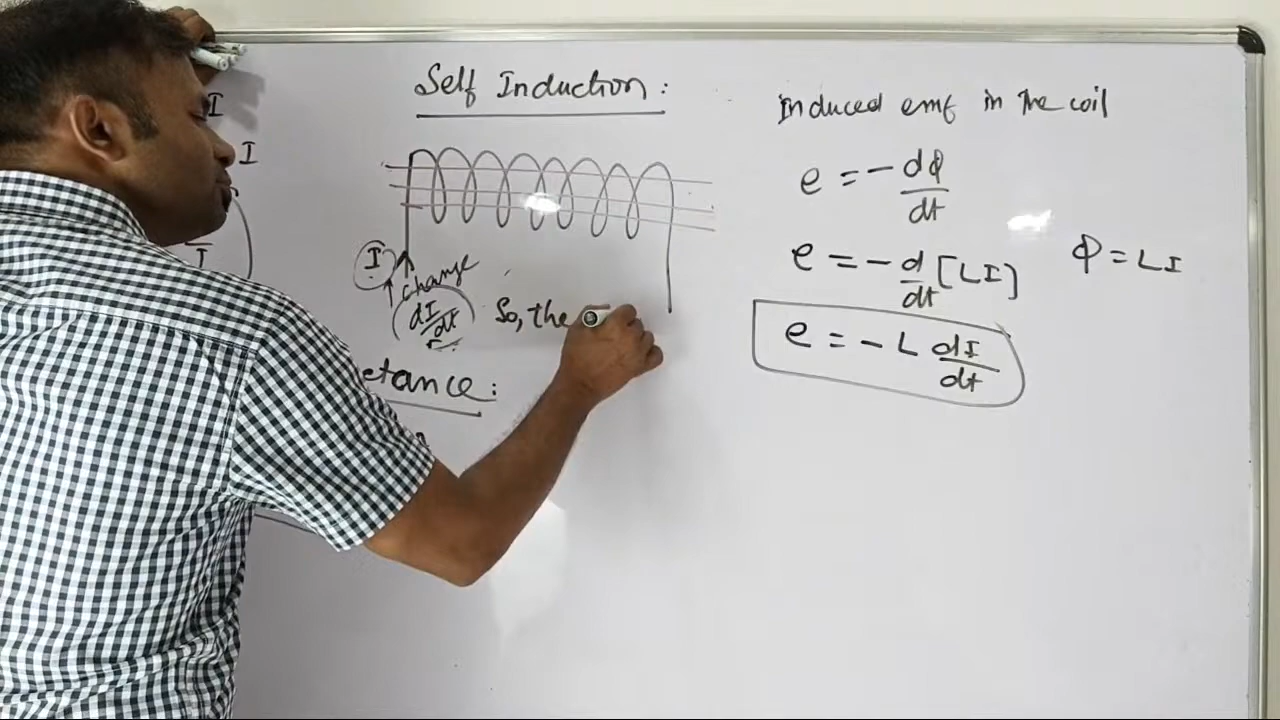 Self Induction:
I
I
I
I
change
dI/dt
So, the
ctance:
Induced emf in the coil
e = - dΦ/dt
e = - d/dt [LI]
Φ = LI
e = - L dI/dt